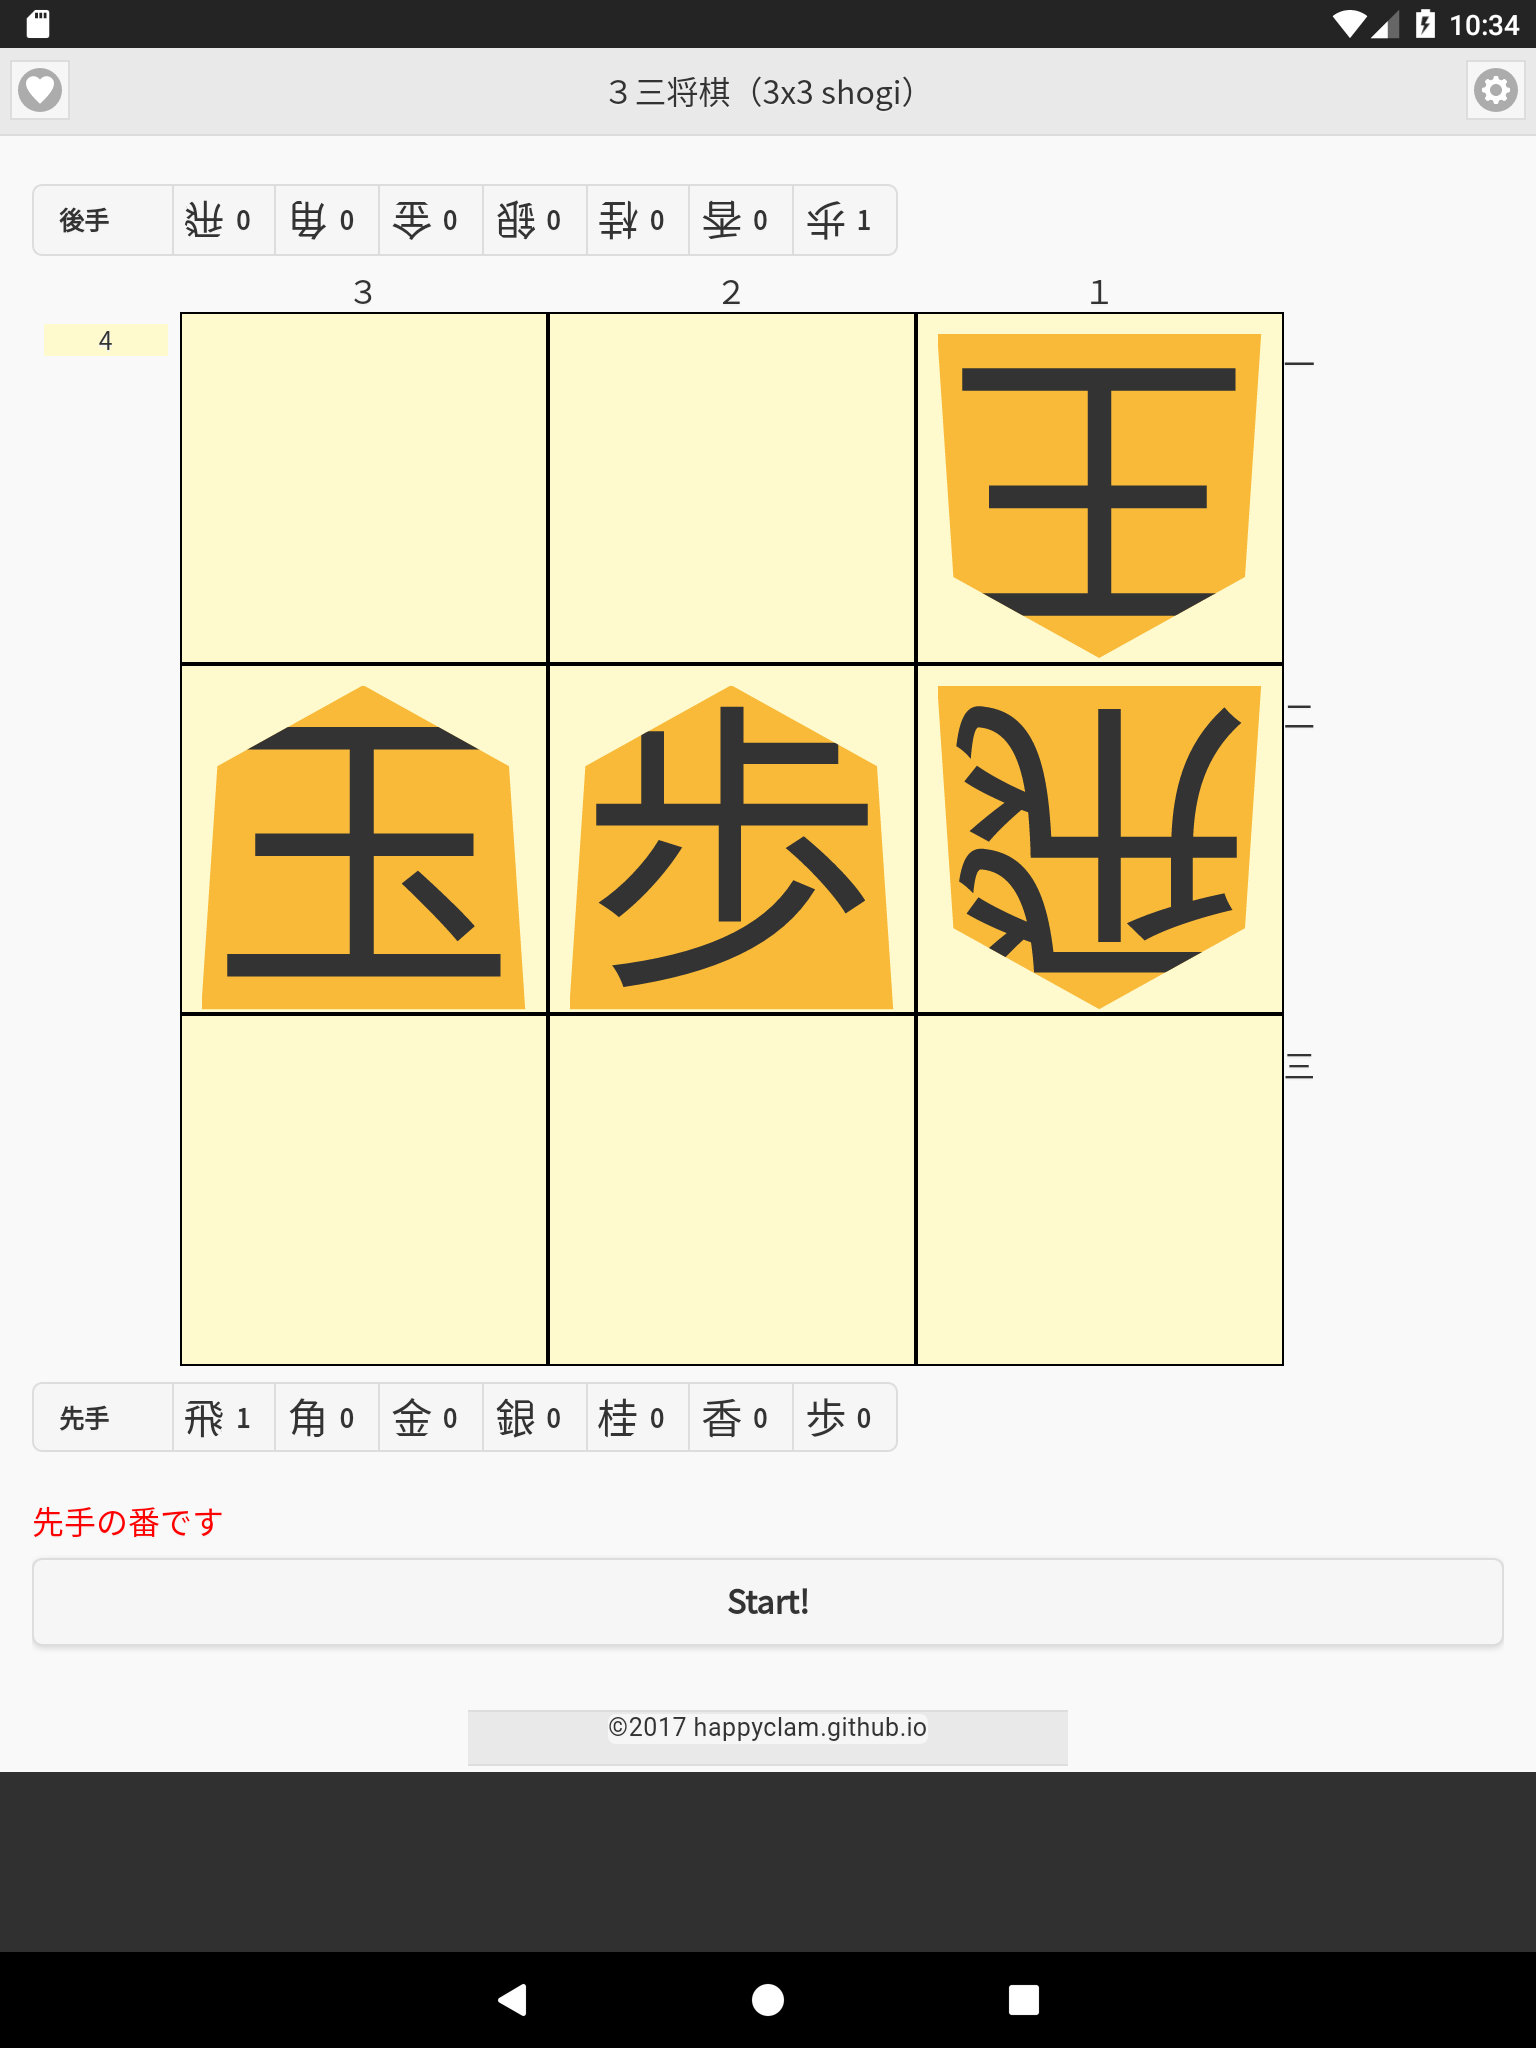 10:34
３三将棋（3x3 shogi）
後手 飛 0 角 0 金 0 銀 0 桂 0 香 0 歩 1
３ ２ １
4
王 一
玉 歩 飛 二
三
先手 飛 1 角 0 金 0 銀 0 桂 0 香 0 歩 0
先手の番です
Start!
©2017 happyclam.github.io